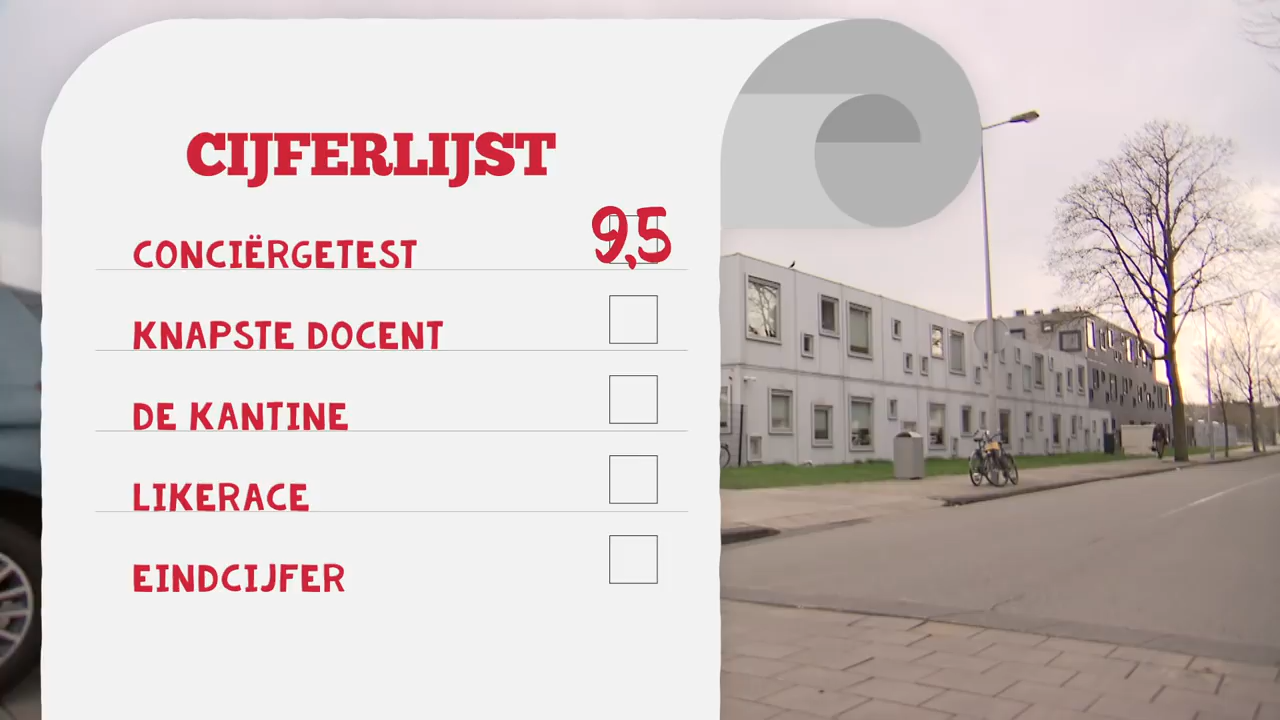 CIJFERLIJST
CONCIËRGETEST 9,5
KNAPSTE DOCENT
DE KANTINE
LIKERACE
EINDCIJFER